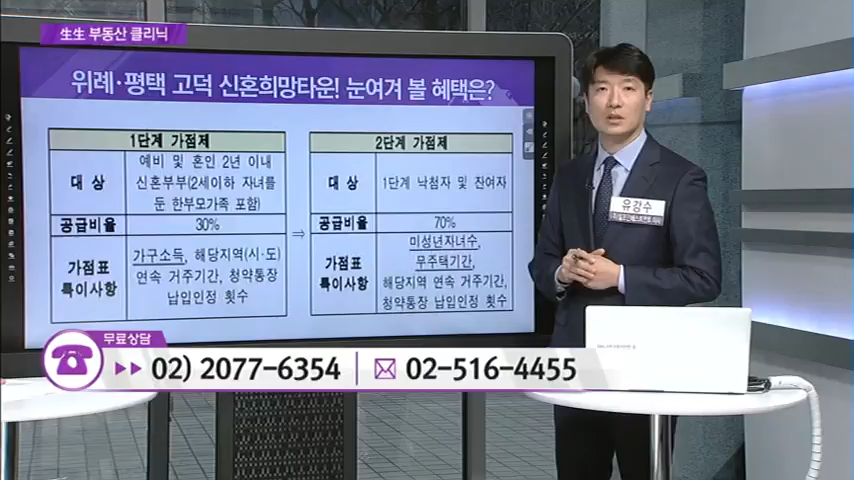 生生 부동산 클리닉
위례·평택 고덕 신혼희망타운! 눈여겨 볼 혜택은?
1단계 가점제
대 상
예비 및 혼인 2년 이내
신혼부부(2세이하 자녀를
둔 한부모가족 포함)
공급비율
30%
가점표
특이사항
가구소득, 해당지역(시·도)
연속 거주기간, 청약통장
납입인정 횟수
⇨
2단계 가점제
대 상
1단계 낙첨자 및 잔여자
공급비율
70%
가점표
특이사항
미성년자녀수,
무주택기간,
해당지역 연속 거주기간,
청약통장 납입인정 횟수
유강수
무료상담
02) 2077-6354
02-516-4455